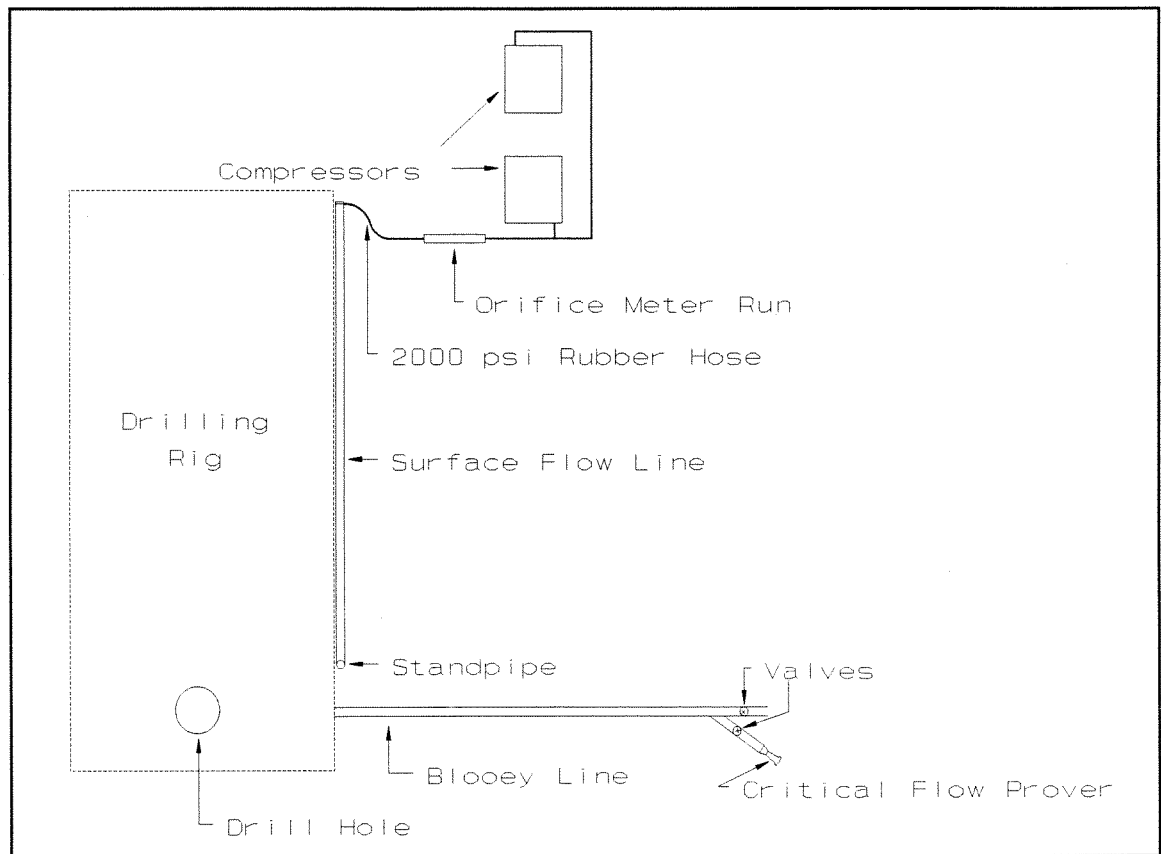 Compressors
Orifice Meter Run
2000 psi Rubber Hose
Drilling
Rig
Surface Flow Line
Standpipe
Valves
Blooey Line
Critical Flow Prover
Drill Hole